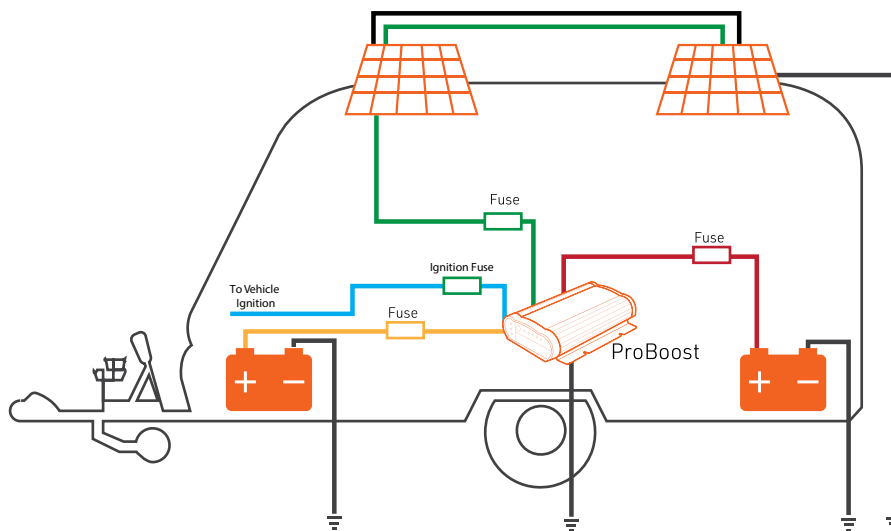 Fuse
Fuse
Ignition Fuse
To Vehicle
Ignition
Fuse
ProBoost